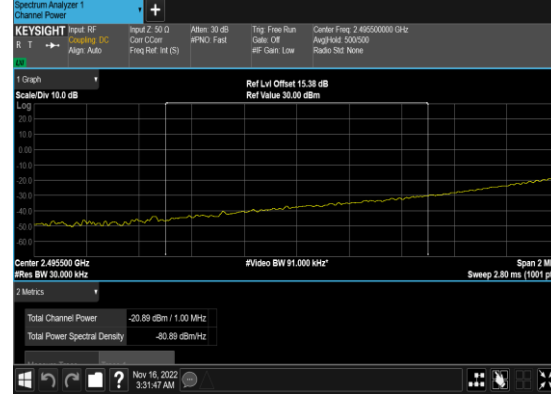 Spectrum Analyzer 1
Channel Power
+
KEYSIGHT Input: RF Input Z: 50 Ω Atten: 30 dB Trig: Free Run Center Freq: 2.495500000 GHz
R T Coupling: DC Corr CCorr #PNO: Fast Gate: Off Avg|Hold: 500/500
Align: Auto Freq Ref: Int (S) #IF Gain: Low Radio Std: None
1 Graph
Ref Lvl Offset 15.38 dB
Scale/Div 10.0 dB Ref Value 30.00 dBm
Log
20.0
10.0
0.00
-10.0
-20.0
-30.0
-40.0
-50.0
-60.0
Center 2.495500 GHz #Video BW 91.000 kHz* Span 2 M
#Res BW 30.000 kHz Sweep 2.80 ms (1001 p
2 Metrics
Total Channel Power -20.89 dBm / 1.00 MHz
Total Power Spectral Density -80.89 dBm/Hz
? Nov 16, 2022
3:31:47 AM